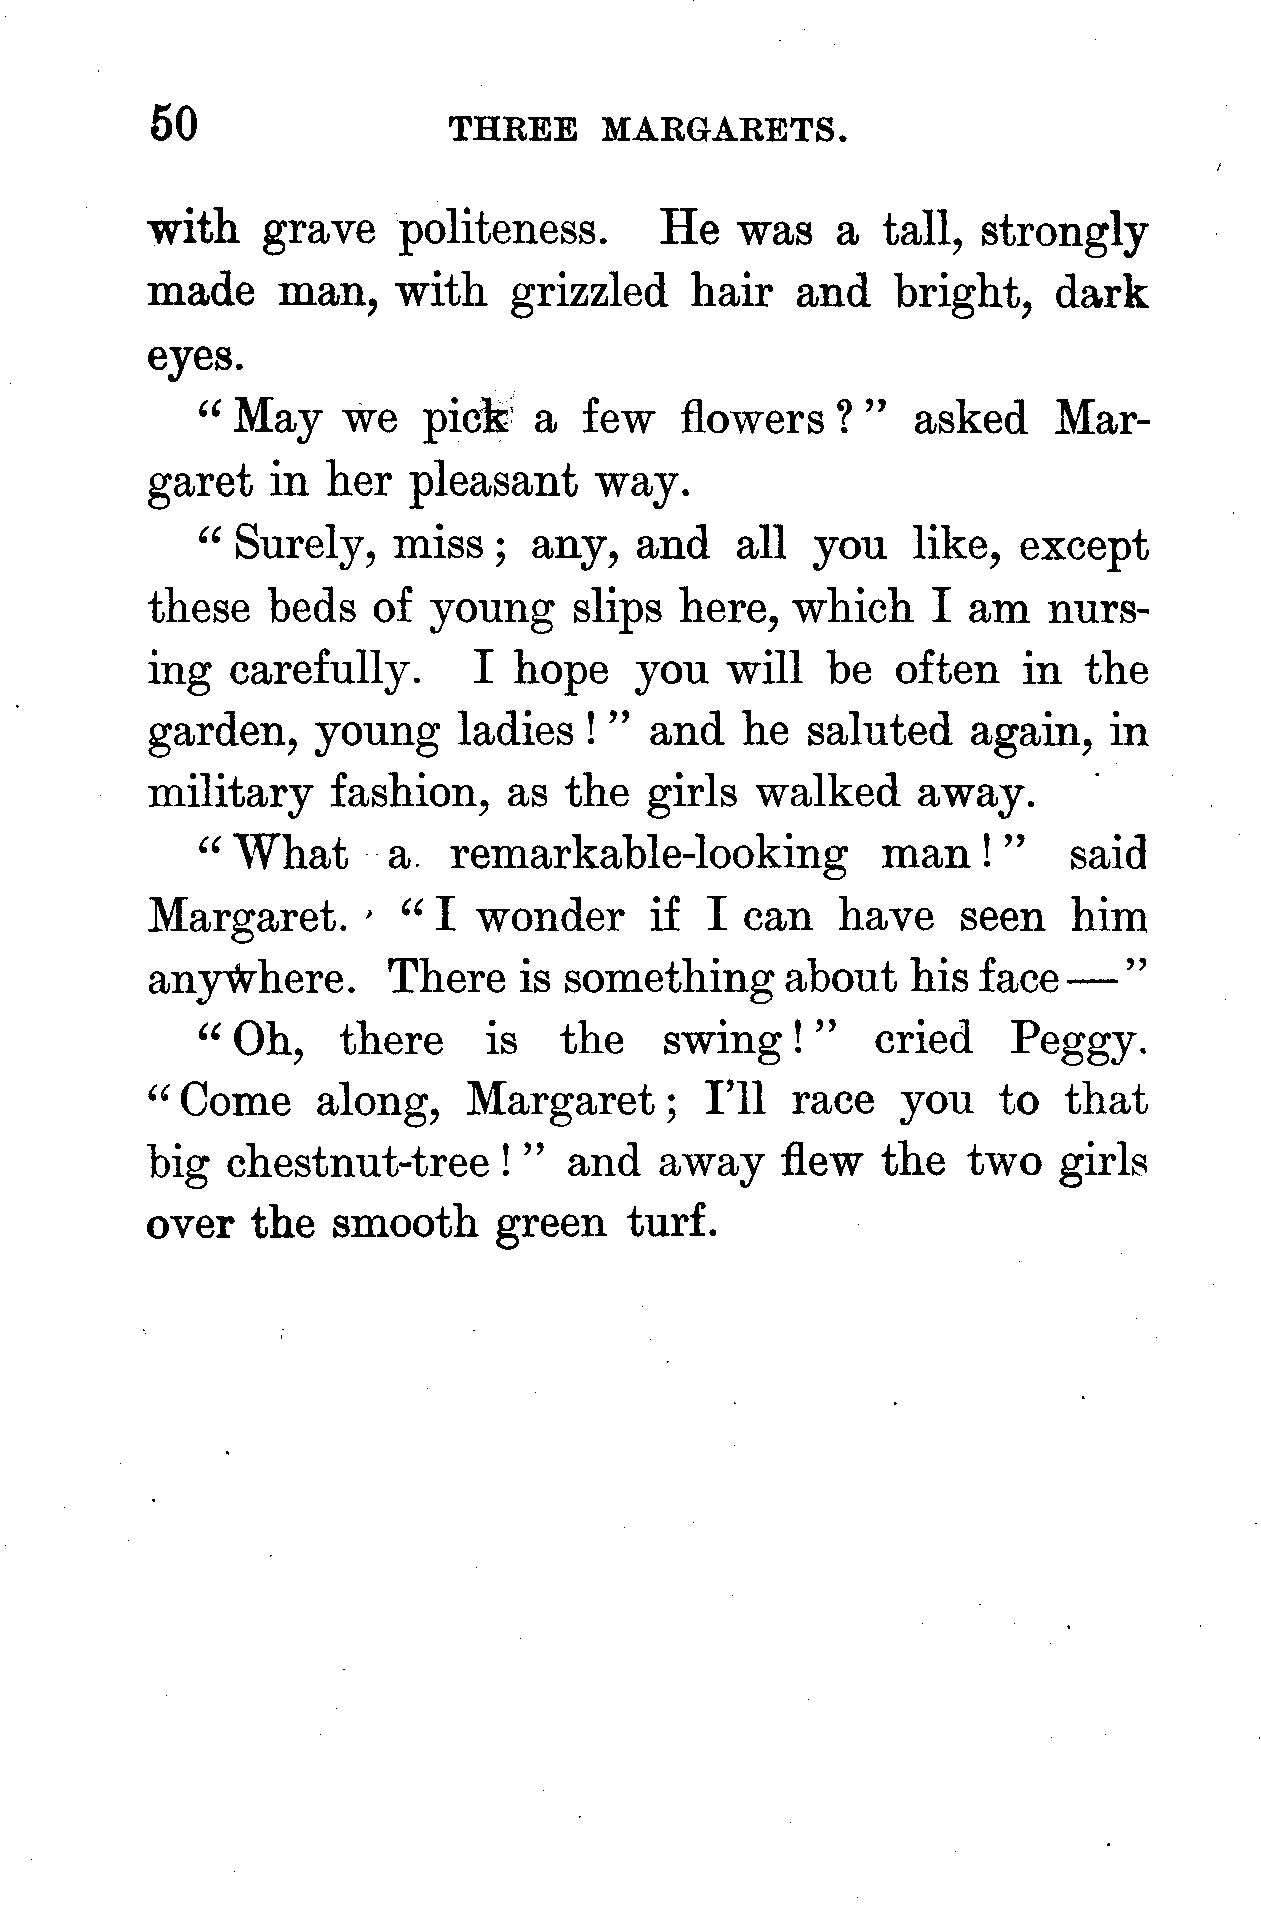 50 THREE MARGARETS.
with grave politeness. He was a tall, strongly
made man, with grizzled hair and bright, dark
eyes.
“ May we pick a few flowers ? ” asked Mar-
garet in her pleasant way.
“ Surely, miss ; any, and all you like, except
these beds of young slips here, which I am nurs-
ing carefully. I hope you will be often in the
garden, young ladies ! ” and he saluted again, in
military fashion, as the girls walked away.
“ What a remarkable-looking man ! ” said
Margaret. “ I wonder if I can have seen him
anywhere. There is something about his face — ”
“ Oh, there is the swing ! ” cried Peggy.
“ Come along, Margaret ; I’ll race you to that
big chestnut-tree ! ” and away flew the two girls
over the smooth green turf.